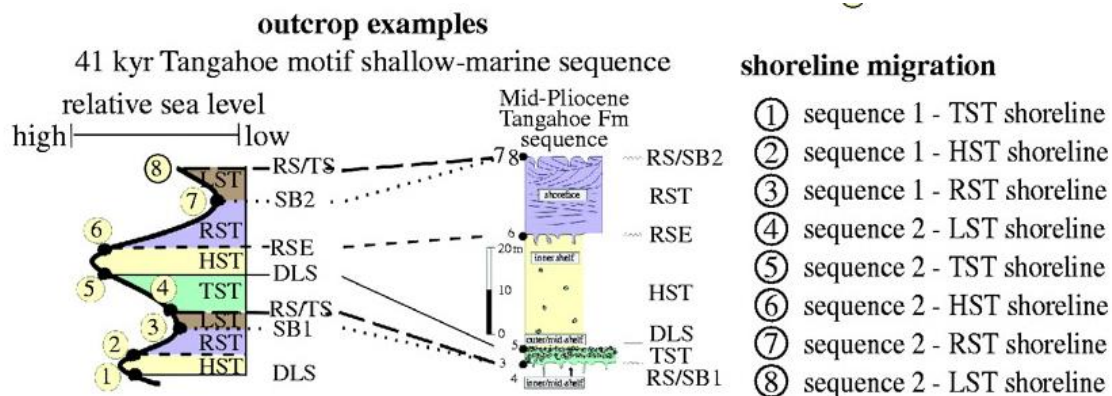 outcrop examples
41 kyr Tangahoe motif shallow-marine sequence
relative sea level
high
low
8
LST
RS/TS
7
SB2
RST
6
RSE
HST
5
DLS
TST
4
RS/TS
LST
3
SB1
RST
2
HST
1
DLS
Mid-Pliocene
Tangahoe Fm
sequence
7
8
RS/SB2
shoreface
RST
6
RSE
20 m
inner shelf
10
HST
0
outer/mid shelf
DLS
5
TST
3
RS/SB1
4
inner/mid shelf
shoreline migration
1 sequence 1 - TST shoreline
2 sequence 1 - HST shoreline
3 sequence 1 - RST shoreline
4 sequence 2 - LST shoreline
5 sequence 2 - TST shoreline
6 sequence 2 - HST shoreline
7 sequence 2 - RST shoreline
8 sequence 2 - LST shoreline